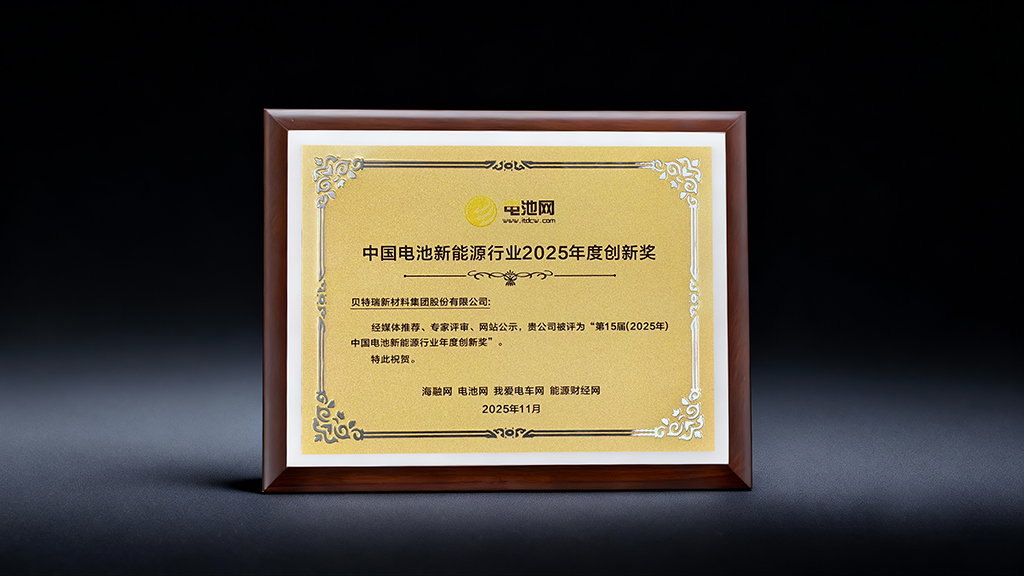 电池网
www.itdcw.com
中国电池新能源行业2025年度创新奖
贝特瑞新材料集团股份有限公司:
经媒体推荐、专家评审、网站公示，贵公司被评为“第15届(2025年)
中国电池新能源行业年度创新奖”。
特此祝贺。
海融网 电池网 我爱电车网 能源财经网
2025年11月